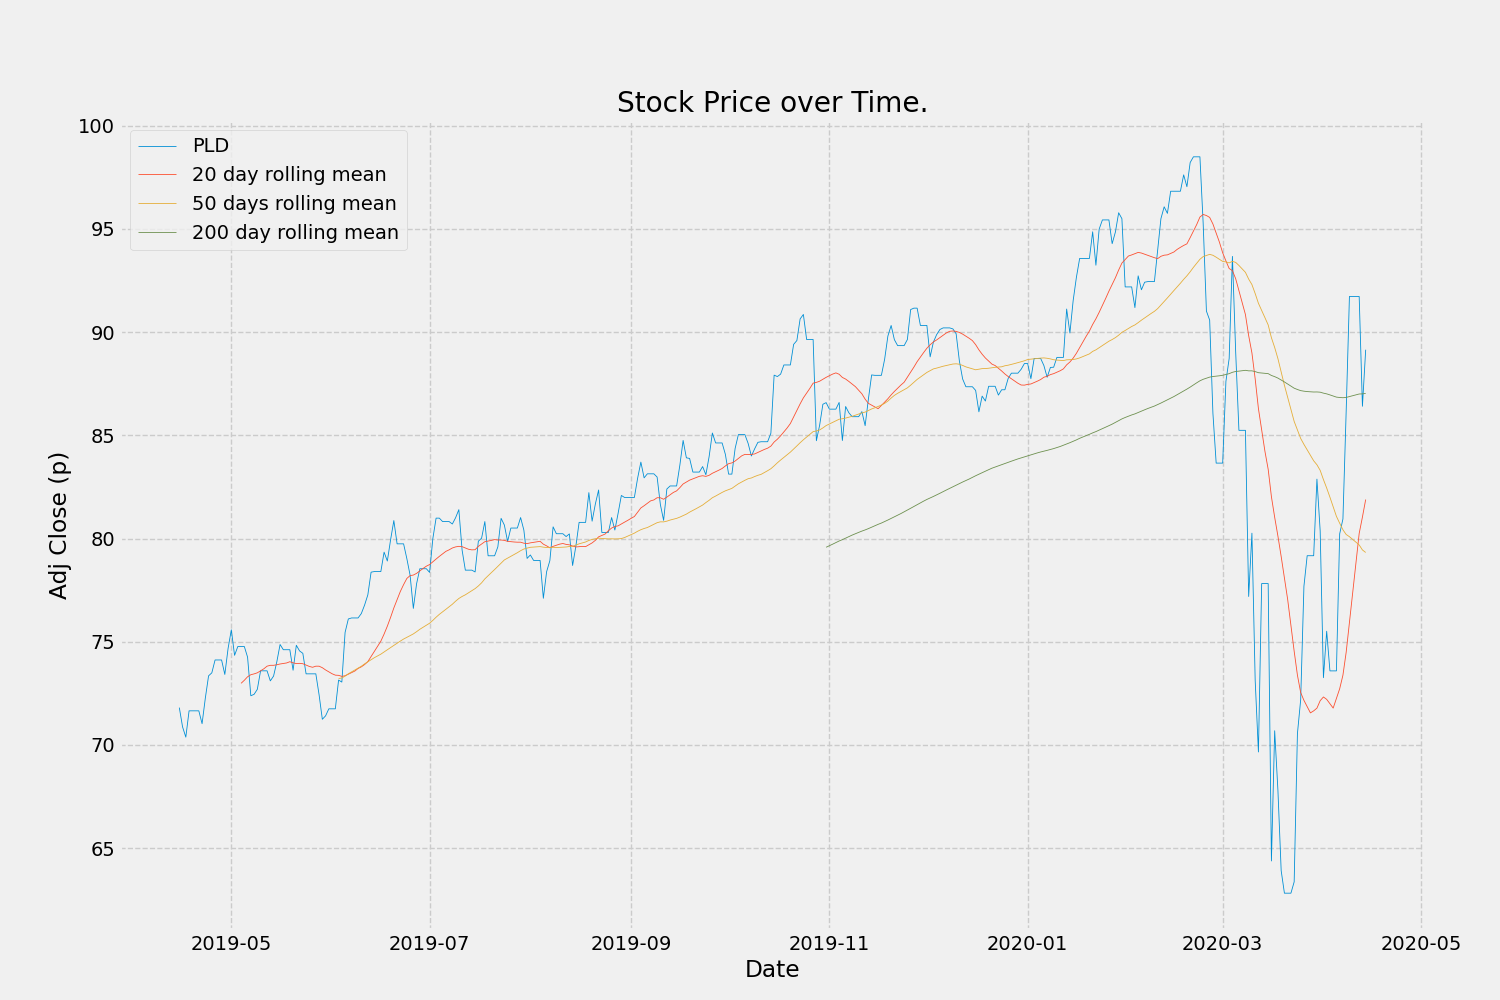 Stock Price over Time.
PLD
20 day rolling mean
50 days rolling mean
200 day rolling mean
Adj Close (p)
100
95
90
85
80
75
70
65
2019-05 2019-07 2019-09 2019-11 2020-01 2020-03 2020-05
Date